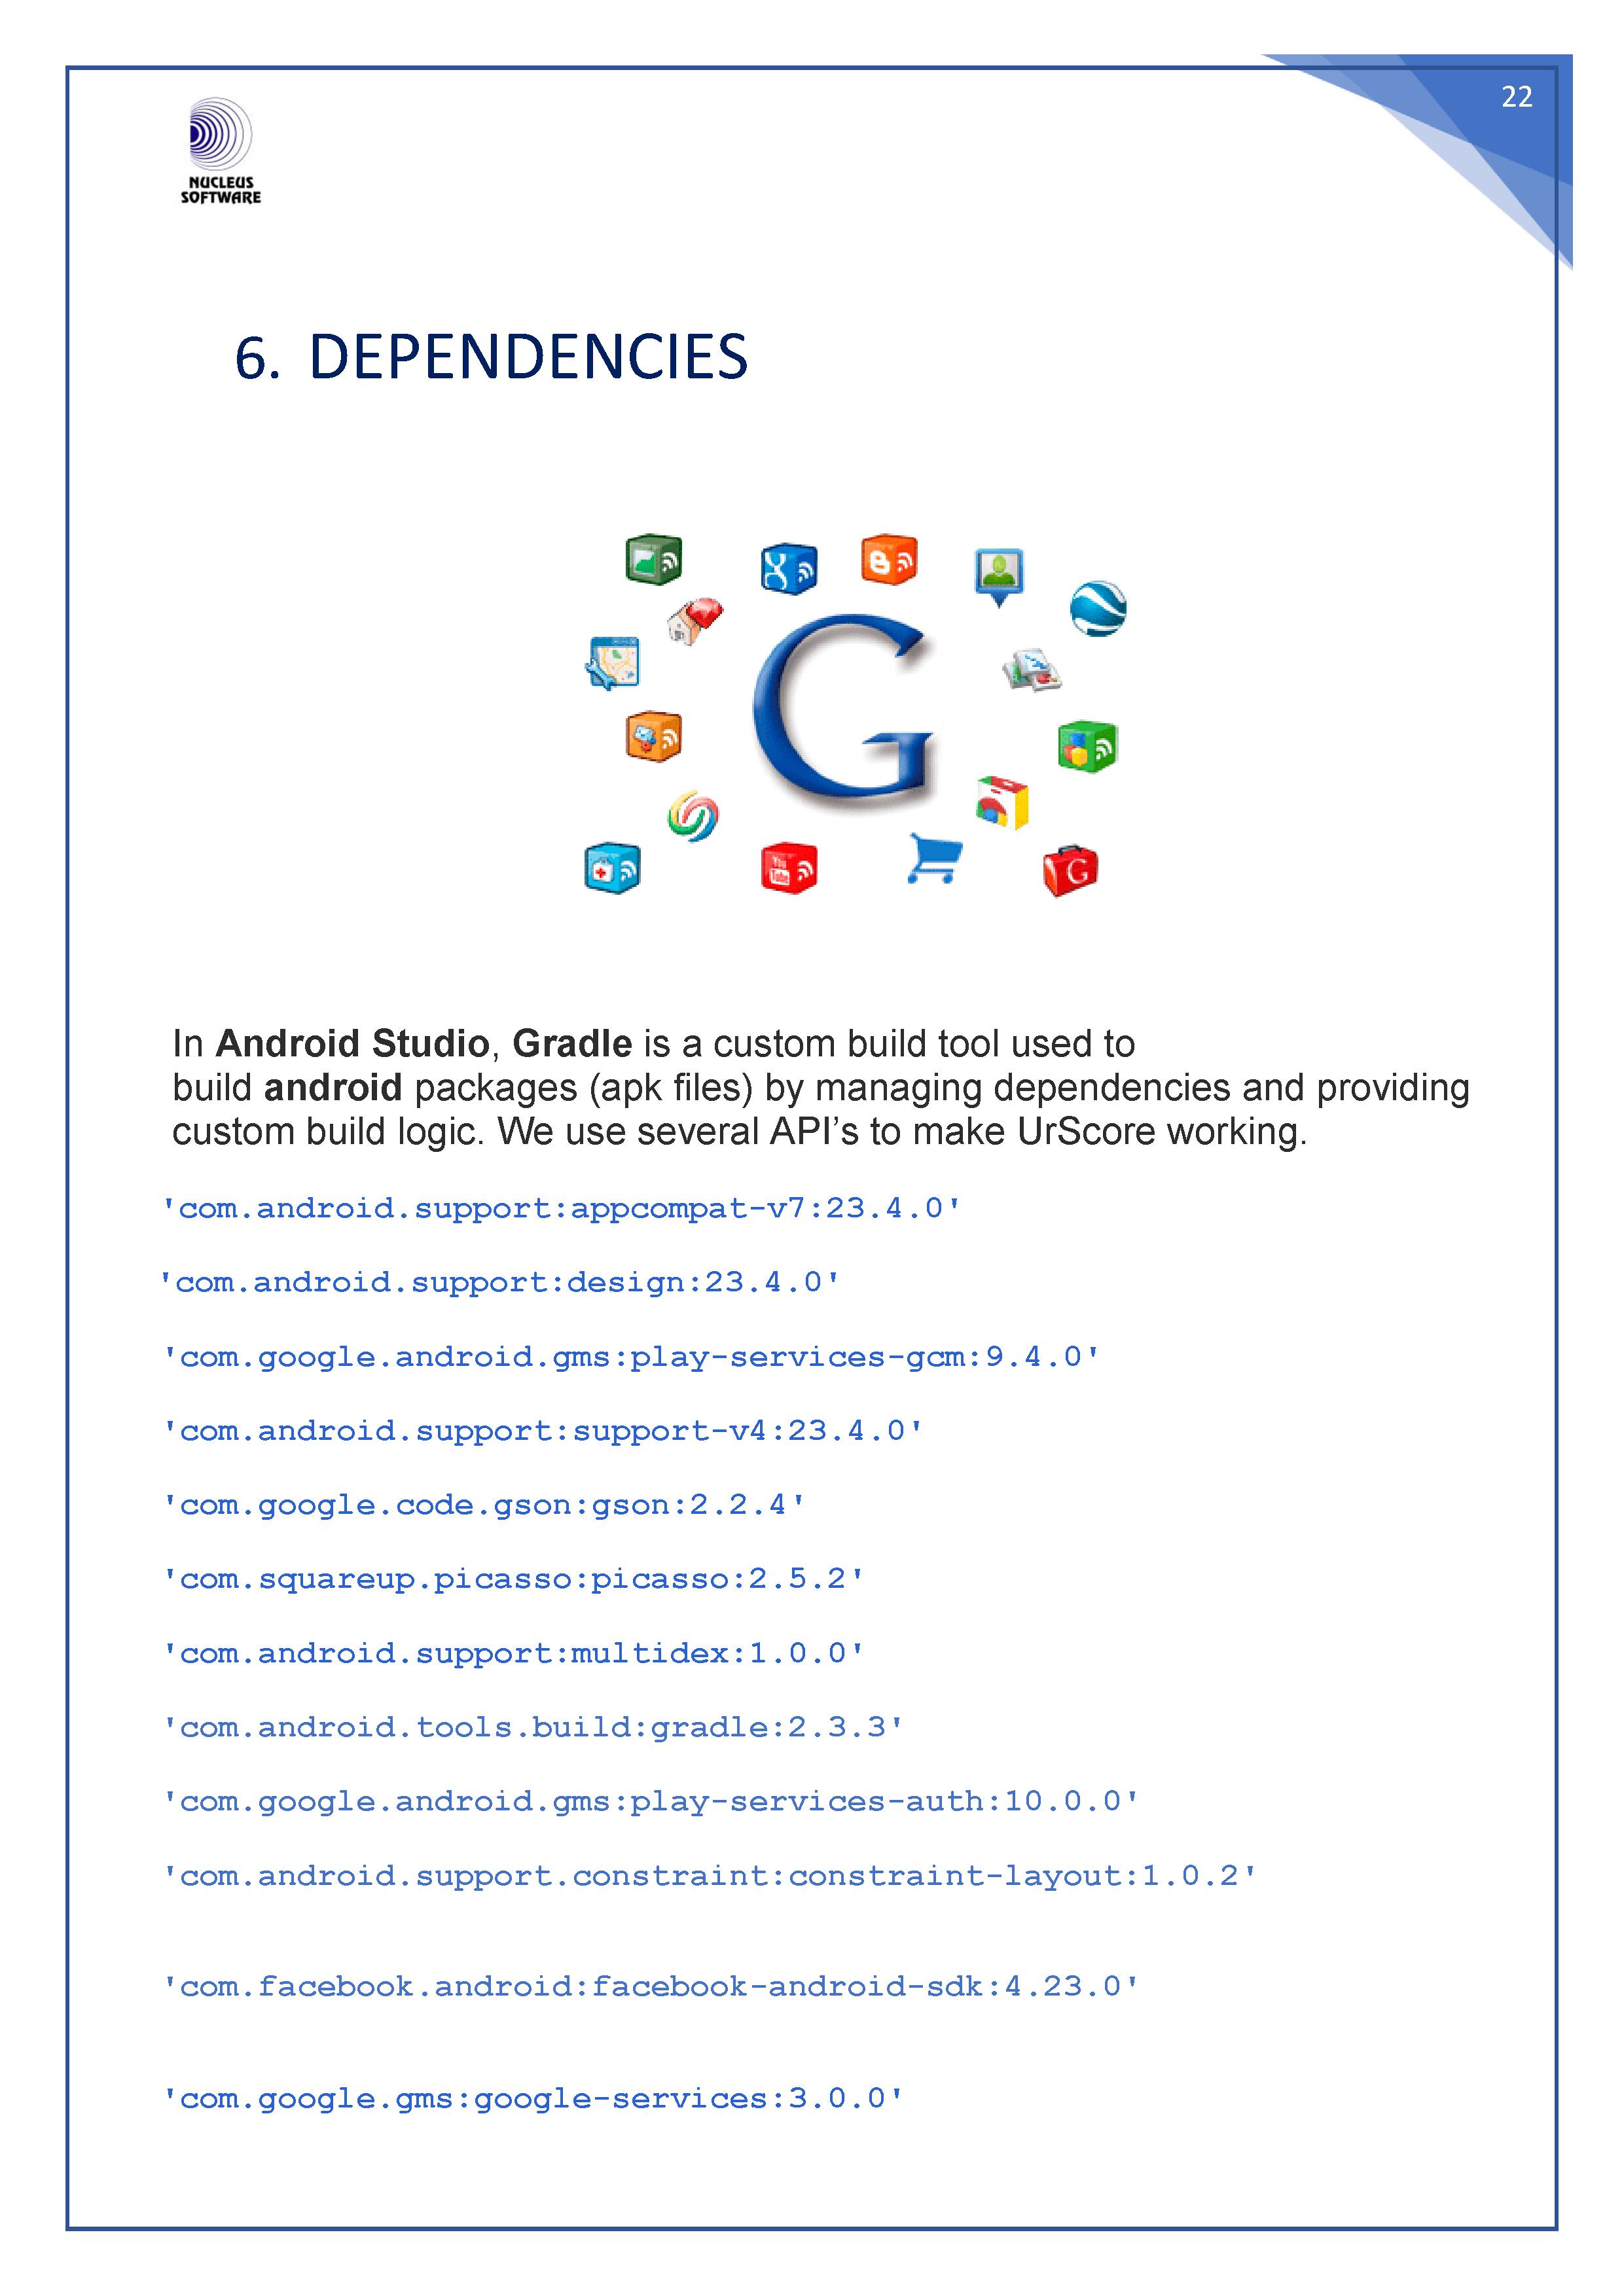 22
NUCLEUS
SOFTWARE
6. DEPENDENCIES
You
Tube
G
G
In Android Studio, Gradle is a custom build tool used to
build android packages (apk files) by managing dependencies and providing
custom build logic. We use several API’s to make UrScore working.
'com.android.support:appcompat-v7:23.4.0'
'com.android.support:design:23.4.0'
'com.google.android.gms:play-services-gcm:9.4.0'
'com.android.support:support-v4:23.4.0'
'com.google.code.gson:gson:2.2.4'
'com.squareup.picasso:picasso:2.5.2'
'com.android.support:multidex:1.0.0'
'com.android.tools.build:gradle:2.3.3'
'com.google.android.gms:play-services-auth:10.0.0'
'com.android.support.constraint:constraint-layout:1.0.2'
'com.facebook.android:facebook-android-sdk:4.23.0'
'com.google.gms:google-services:3.0.0'